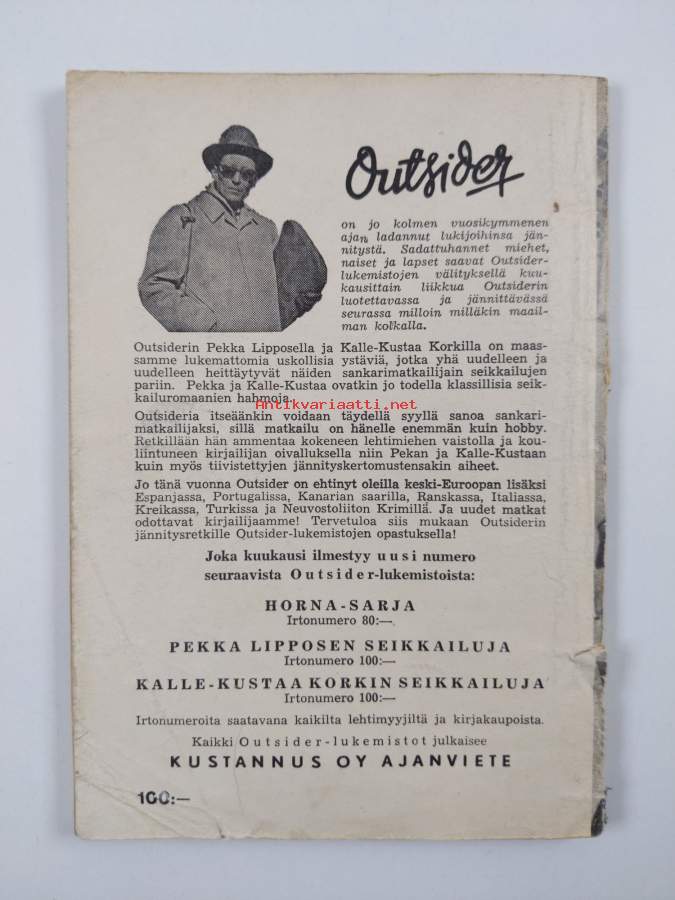 Outsider
on jo kolmen vuosikymmenen
ajan ladannut lukijoihinsa jän-
nitystä. Sadattuhannet miehet,
naiset ja lapset saavat Outsider-
lukemistojen välityksellä kuu-
kausittain liikkua Outsiderin
luotettavassa ja jännittävässä
seurassa milloin milläkin maail-
man kolkalla.
Outsiderin Pekka Lipposella ja Kalle-Kustaa Korkilla on maas-
samme lukemattomia uskollisia ystäviä, jotka yhä uudelleen ja
uudelleen heittäytyvät näiden sankarimatkailijain seikkailujen
pariin. Pekka ja Kalle-Kustaa ovatkin jo todella klassillisia seik-
kailuromaanien hahmoja.
Antikvariaatti.net
Outsideria itseäänkin voidaan täydellä syyllä sanoa sankari-
matkailijaksi, sillä matkailu on hänelle enemmän kuin hobby.
Retkillään hän ammentaa kokeneen lehtimiehen vaistolla ja kou-
liintuneen kirjailijan oivalluksella niin Pekan ja Kalle-Kustaan
kuin myös tiivistettyjen jännityskertomustensakin aiheet.
Jo tänä vuonna Outsider on ehtinyt oleilla keski-Euroopan lisäksi
Espanjassa, Portugalissa, Kanarian saarilla, Ranskassa, Italiassa,
Kreikassa, Turkissa ja Neuvostoliiton Krimillä. Ja uudet matkat
odottavat kirjailijaamme! Tervetuloa siis mukaan Outsiderin
jännitysretkille Outsider-lukemistojen opastuksella!
Joka kuukausi ilmestyy uusi numero
seuraavista Outsider-lukemistoista:
HORNA-SARJA
Irtonumero 80:—
PEKKA LIPPOSEN SEIKKAILUJA
Irtonumero 100:—
KALLE-KUSTAA KORKIN SEIKKAILUJA
Irtonumero 100:—
Irtonumeroita saatavana kaikilta lehtimyyjiltä ja kirjakaupoista.
Kaikki Outsider-lukemistot julkaisee
KUSTANNUS OY AJANVIETE
100:—